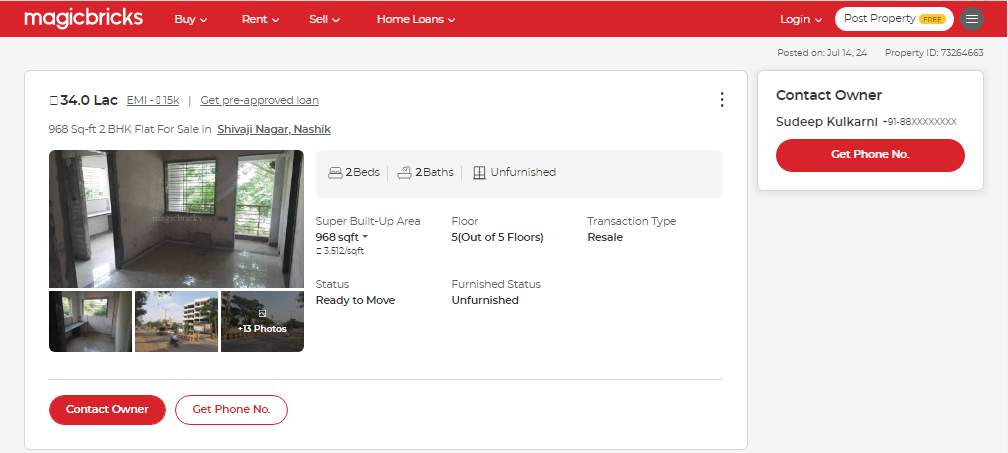 magicbricks
Buy
Rent
Sell
Home Loans
Login
Post Property FREE
Posted on: Jul 14, 24
Property ID: 73264663
34.0 Lac
EMI - 15k | Get pre-approved loan
968 Sq-ft 2 BHK Flat For Sale in Shivaji Nagar, Nashik
magicbricks
+13 Photos
2 Beds
2 Baths
Unfurnished
Super Built-Up Area
968 sqft
3,512/sqft
Floor
5(Out of 5 Floors)
Transaction Type
Resale
Status
Ready to Move
Furnished Status
Unfurnished
Contact Owner
Get Phone No.
Contact Owner
Sudeep Kulkarni +91-88XXXXXXXX
Get Phone No.